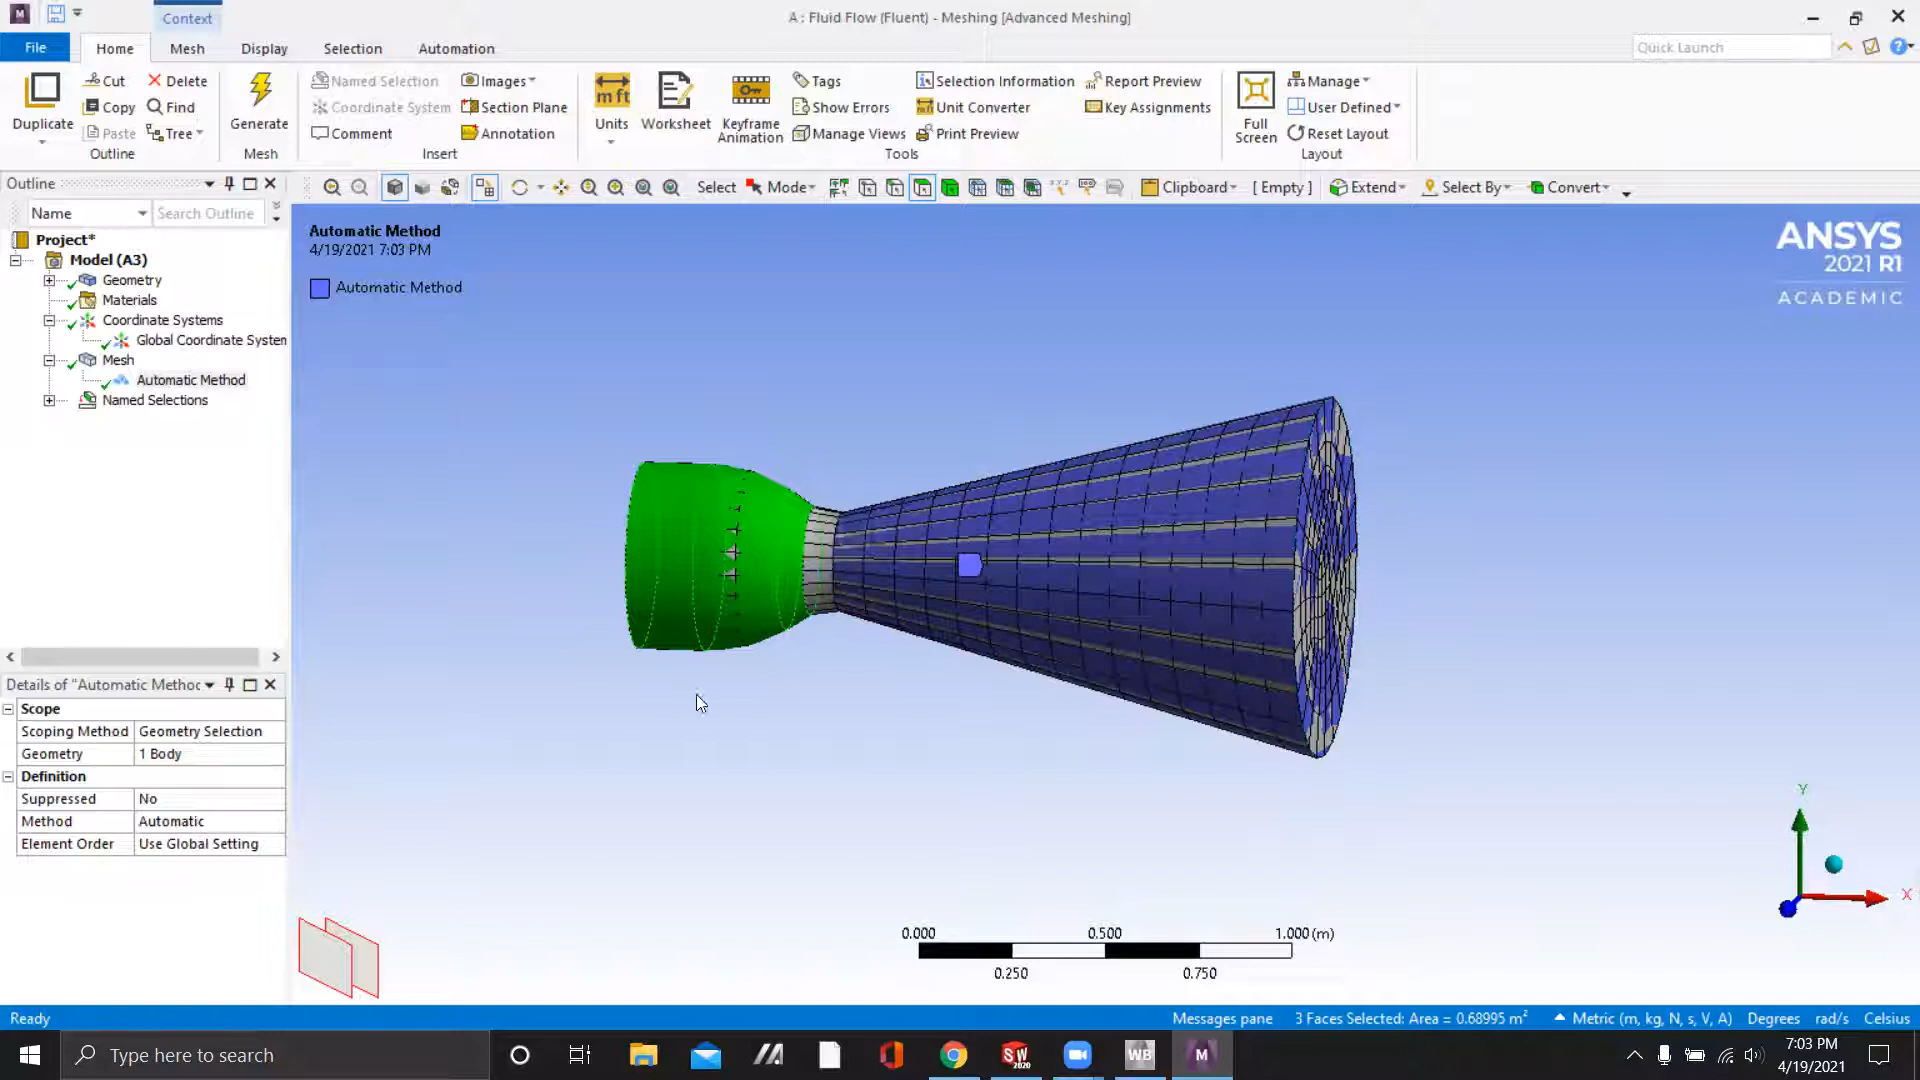 Context
A : Fluid Flow (Fluent) - Meshing [Advanced Meshing]
File
Home
Mesh
Display
Selection
Automation
Quick Launch
Duplicate
Cut
Copy
Paste
Delete
Find
Tree
Outline
Generate
Mesh
Named Selection
Coordinate System
Comment
Images
Section Plane
Annotation
Insert
Units
Worksheet
Keyframe
Animation
Tags
Show Errors
Manage Views
Selection Information
Unit Converter
Print Preview
Report Preview
Key Assignments
Tools
Full
Screen
Manage
User Defined
Reset Layout
Layout
Outline
Select
Mode
Clipboard
[ Empty ]
Extend
Select By
Convert
Name
Search Outline
Project*
Model (A3)
Geometry
Materials
Coordinate Systems
Global Coordinate System
Mesh
Automatic Method
Named Selections
Automatic Method
4/19/2021 7:03 PM
Automatic Method
ANSYS
2021 R1
ACADEMIC
Details of "Automatic Method
Scope
Scoping Method Geometry Selection
Geometry 1 Body
Definition
Suppressed No
Method Automatic
Element Order Use Global Setting
Y
X
0.000 0.500 1.000 (m)
0.250 0.750
Ready
Messages pane
3 Faces Selected: Area = 0.68995 m²
Metric (m, kg, N, s, V, A)
Degrees
rad/s
Celsius
Type here to search
SW
2020
WB
M
7:03 PM
4/19/2021